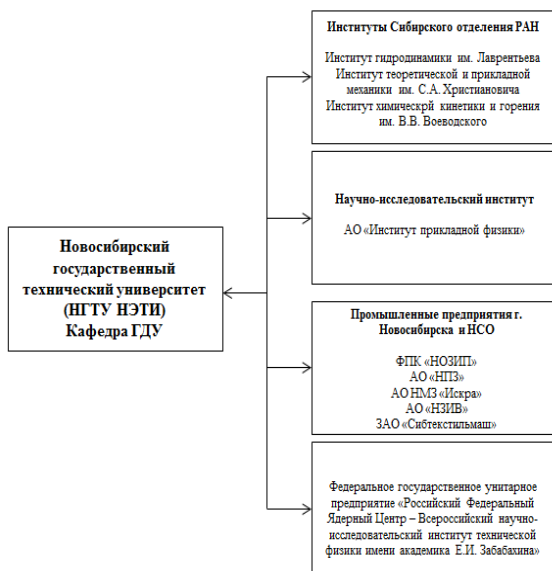 Новосибирский
государственный
технический университет
(НГТУ НЭТИ)
Кафедра ГДУ
Институты Сибирского отделения РАН
Институт гидродинамики им. Лаврентьева
Институт теоретической и прикладной
механики им. С.А. Христиановича
Институт химическрй кинетики и горения
им. В.В. Воеводского
Научно-исследовательский институт
АО «Институт прикладной физики»
Промышленные предприятия г.
Новосибирска и НСО
ФПК «НОЗИП»
АО «НПЗ»
АО НМЗ «Искра»
АО «НЗИВ»
ЗАО «Сибтекстильмаш»
Федеральное государственное унитарное
предприятие «Российский Федеральный
Ядерный Центр – Всероссийский научно-
исследовательский институт технической
физики имени академика Е.И. Забабахина»